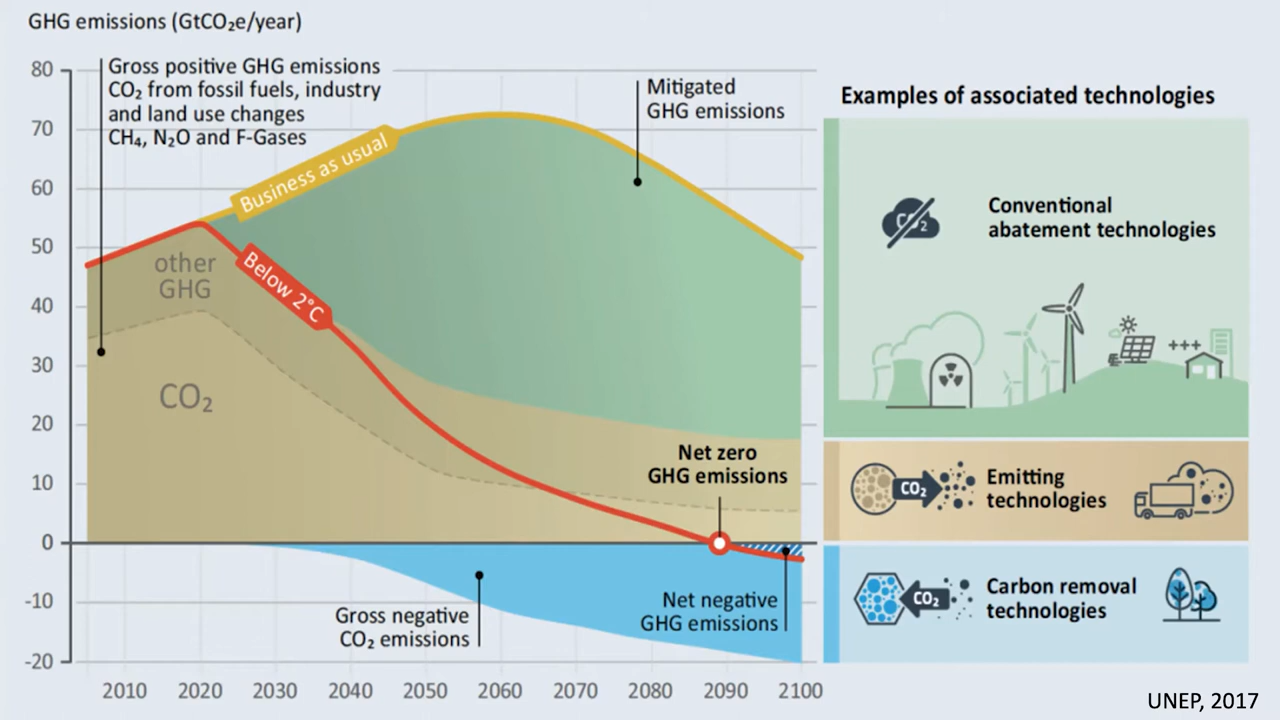 GHG emissions (GtCO₂e/year)
80
70
60
50
40
30
20
10
0
-10
-20
Gross positive GHG emissions
CO₂ from fossil fuels, industry
and land use changes
CH₄, N₂O and F-Gases
Business as usual
Mitigated
GHG emissions
other
GHG
Below 2°C
CO₂
Net zero
GHG emissions
Gross negative
CO₂ emissions
Net negative
GHG emissions
2010 2020 2030 2040 2050 2060 2070 2080 2090 2100
Examples of associated technologies
CO₂
Conventional
abatement technologies
+++
CO₂
Emitting
technologies
CO₂
Carbon removal
technologies
UNEP, 2017